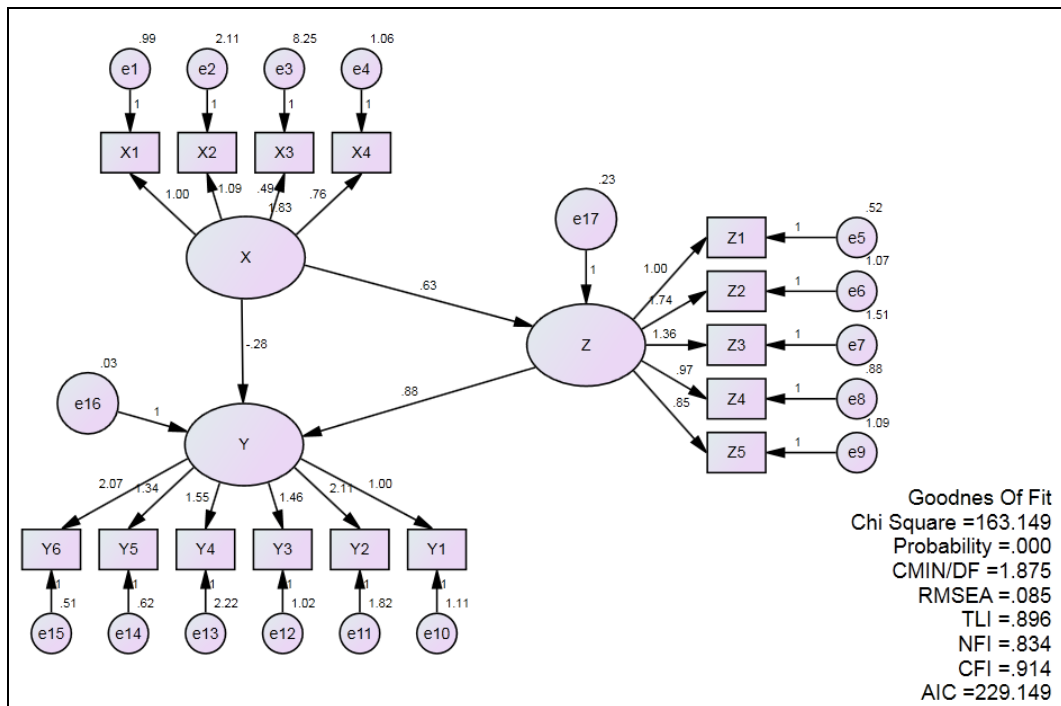 .99 2.11 8.25 1.06
e1 e2 e3 e4
1 1 1 1
X1 X2 X3 X4
1.00 1.09 .49 .76
1.83
X
.23
e17
1
.63
-.28
Z
.88
1.00
1.74
1.36
.97
.85
Z1 1 e5 .52
Z2 1 e6 1.07
Z3 1 e7 1.51
Z4 1 e8 .88
Z5 1 e9 1.09
.03
e16
1
Y
2.07 1.34 1.55 1.46 2.11 1.00
Y6 Y5 Y4 Y3 Y2 Y1
1 1 1 1 1 1
.51 .62 2.22 1.02 1.82 1.11
e15 e14 e13 e12 e11 e10
Goodnes Of Fit
Chi Square =163.149
Probability =.000
CMIN/DF =1.875
RMSEA =.085
TLI =.896
NFI =.834
CFI =.914
AIC =229.149